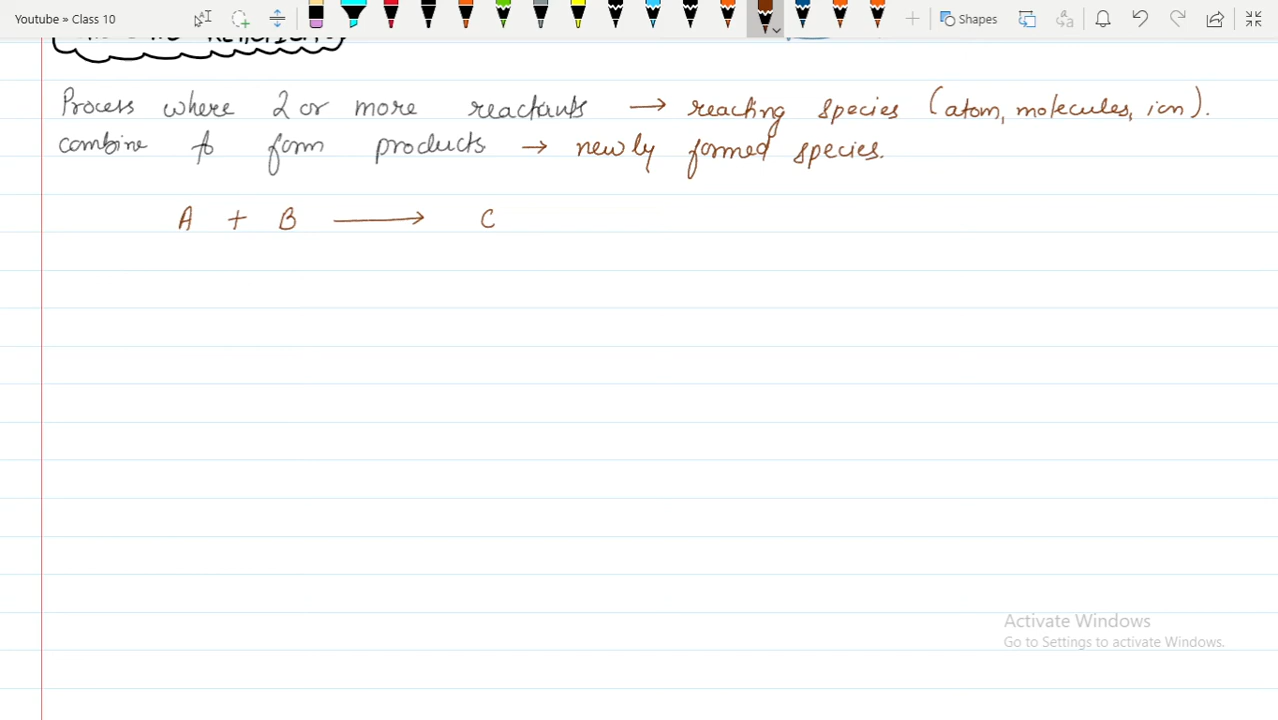 Youtube » Class 10
Shapes
Process where 2 or more reactants → reacting species (atom, molecules, ion).
combine to form products → newly formed species.
A + B ⟶ C
Activate Windows
Go to Settings to activate Windows.